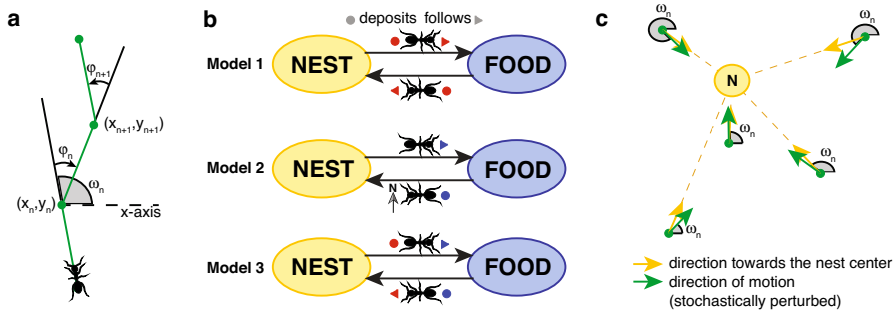 a
φn+1
(xn+1,yn+1)
φn
ωn
(xn,yn)
x-axis
b
deposits follows
Model 1
NEST
FOOD
Model 2
NEST
FOOD
N
Model 3
NEST
FOOD
c
ωn
ωn
N
ωn
ωn
ωn
direction towards the nest center
direction of motion
(stochastically perturbed)